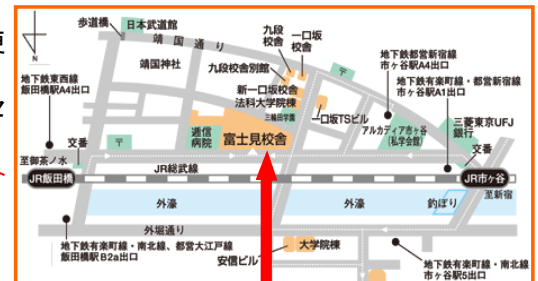 更
歩道橋
日本武道館
靖国通り
九段
校舎
一口坂
校舎
N
地下鉄東西線
飯田橋駅A4出口
靖国神社
九段校舎別館
地下鉄都営新宿線
市ヶ谷駅A4出口
新一口坂校舎
法科大学院棟
地下鉄有楽町線・都営新宿線
市ヶ谷駅A1出口
三輪田学園
一口坂TSビル
三菱東京UFJ
銀行
交番
〒
逓信
病院
富士見校舎
アルカディア市ヶ谷
(私学会館)
交番
至御茶ノ水
JR飯田橋
JR総武線
JR市ヶ谷
至新宿
外濠
外濠
釣ぼり
外堀通り
地下鉄有楽町線・南北線、都営大江戸線
飯田橋駅B2a出口
安信ビル
大学院棟
地下鉄有楽町線・南北線
市ヶ谷駅5出口